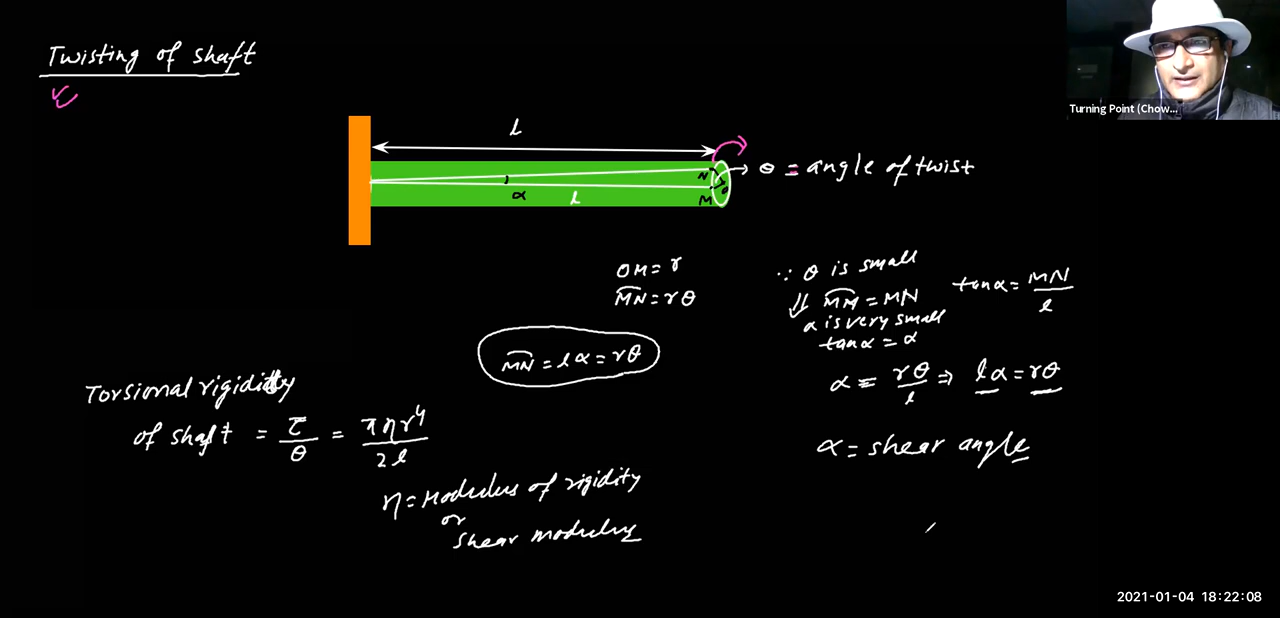 Twisting of shaft
Turning Point (Chow...
l
N
θ = angle of twist
α
l
M
OM = r
MN = rθ
∵ θ is small
⇓ MM = MN
tanα = MN/l
α is very small
tanα = α
MN = lα = rθ
α = rθ/l ⇒ lα = rθ
Torsional rigidity
of shaft = τ/θ = πηr⁴/2l
α = shear angle
η = Modulus of rigidity
or
shear modulus
2021-01-04 18:22:08